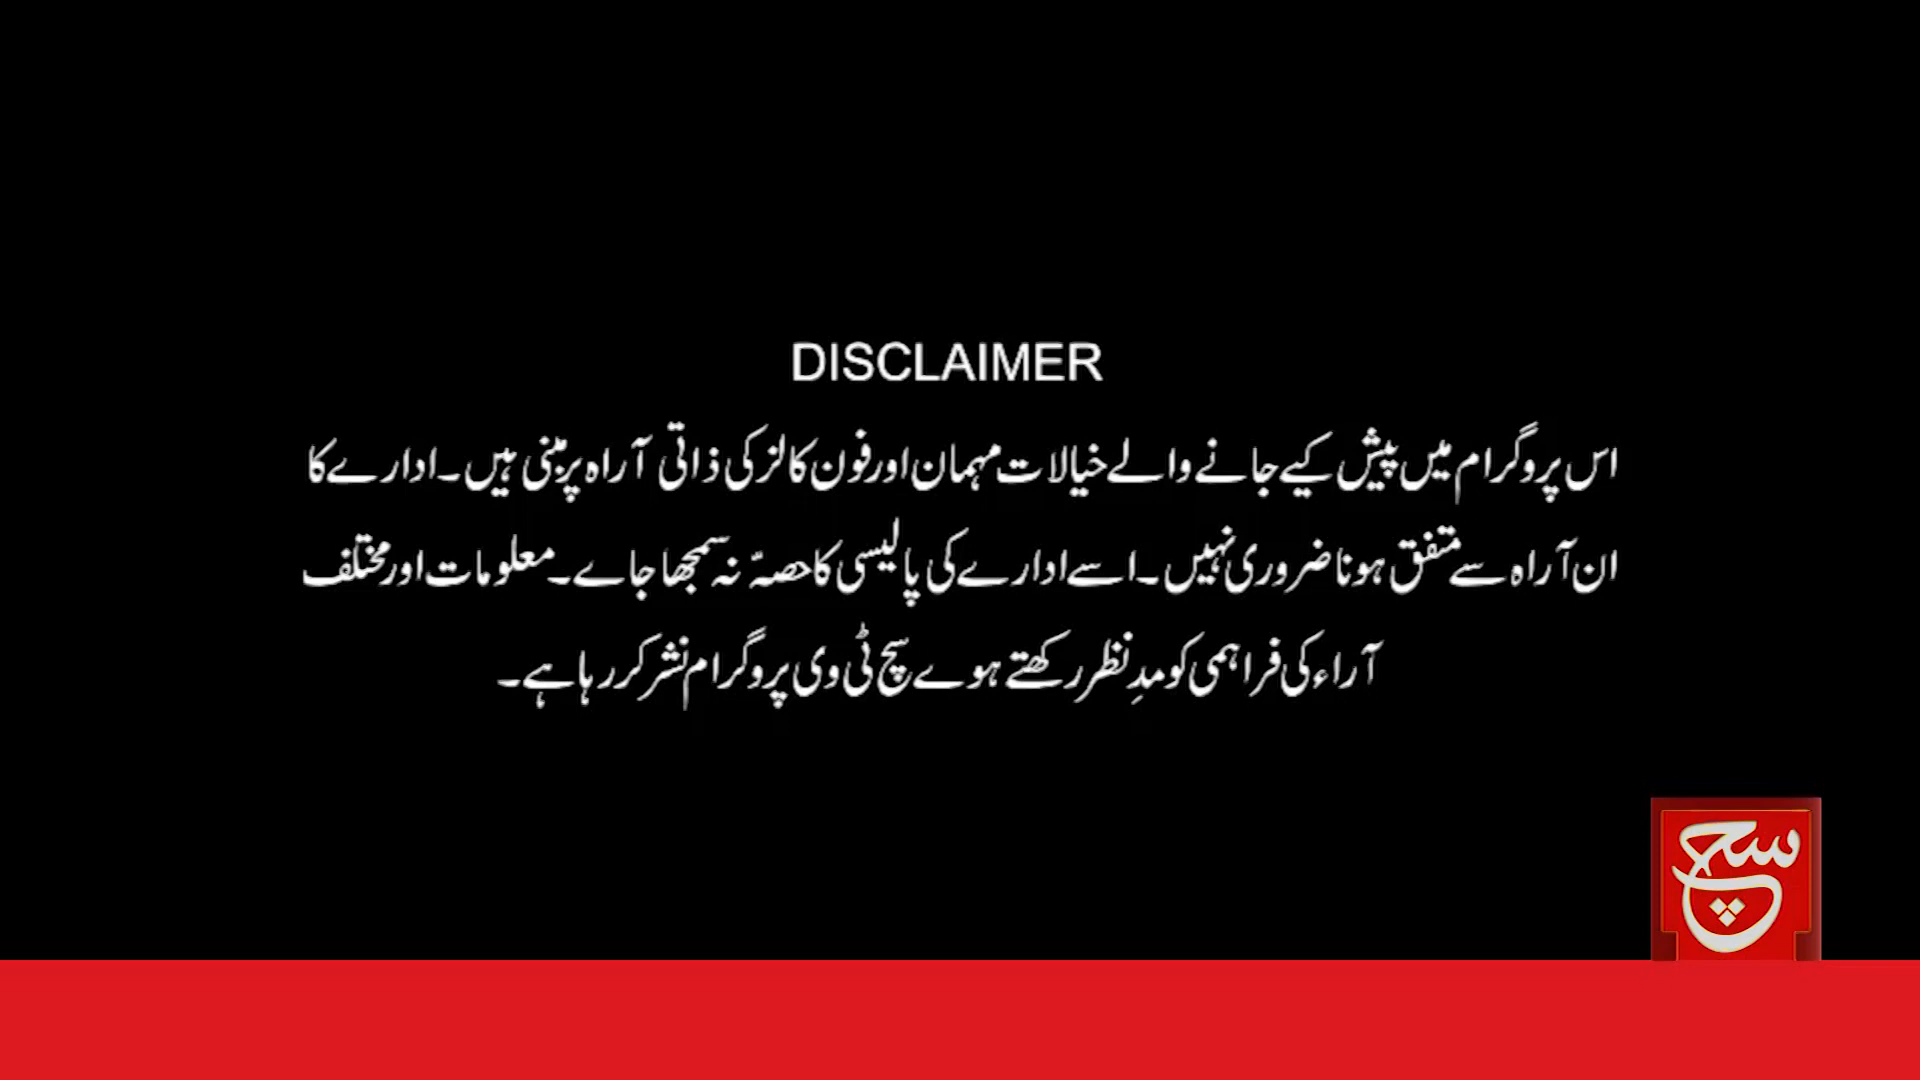 DISCLAIMER
اس پروگرام میں پیش کیے جانے والے خیالات مہمان اور فون کالز کی ذاتی آراہ پر مبنی ہیں۔ ادارے کا
ان آراہ سے متفق ہونا ضروری نہیں۔ اسے ادارے کی پالیسی کا حصہّ نہ سمجھا جاے۔ معلومات اور مختلف
آراء کی فراہمی کو مدِ نظر رکھتے ہوے سچ ٹی وی پروگرام نشر کر رہا ہے۔
سچ